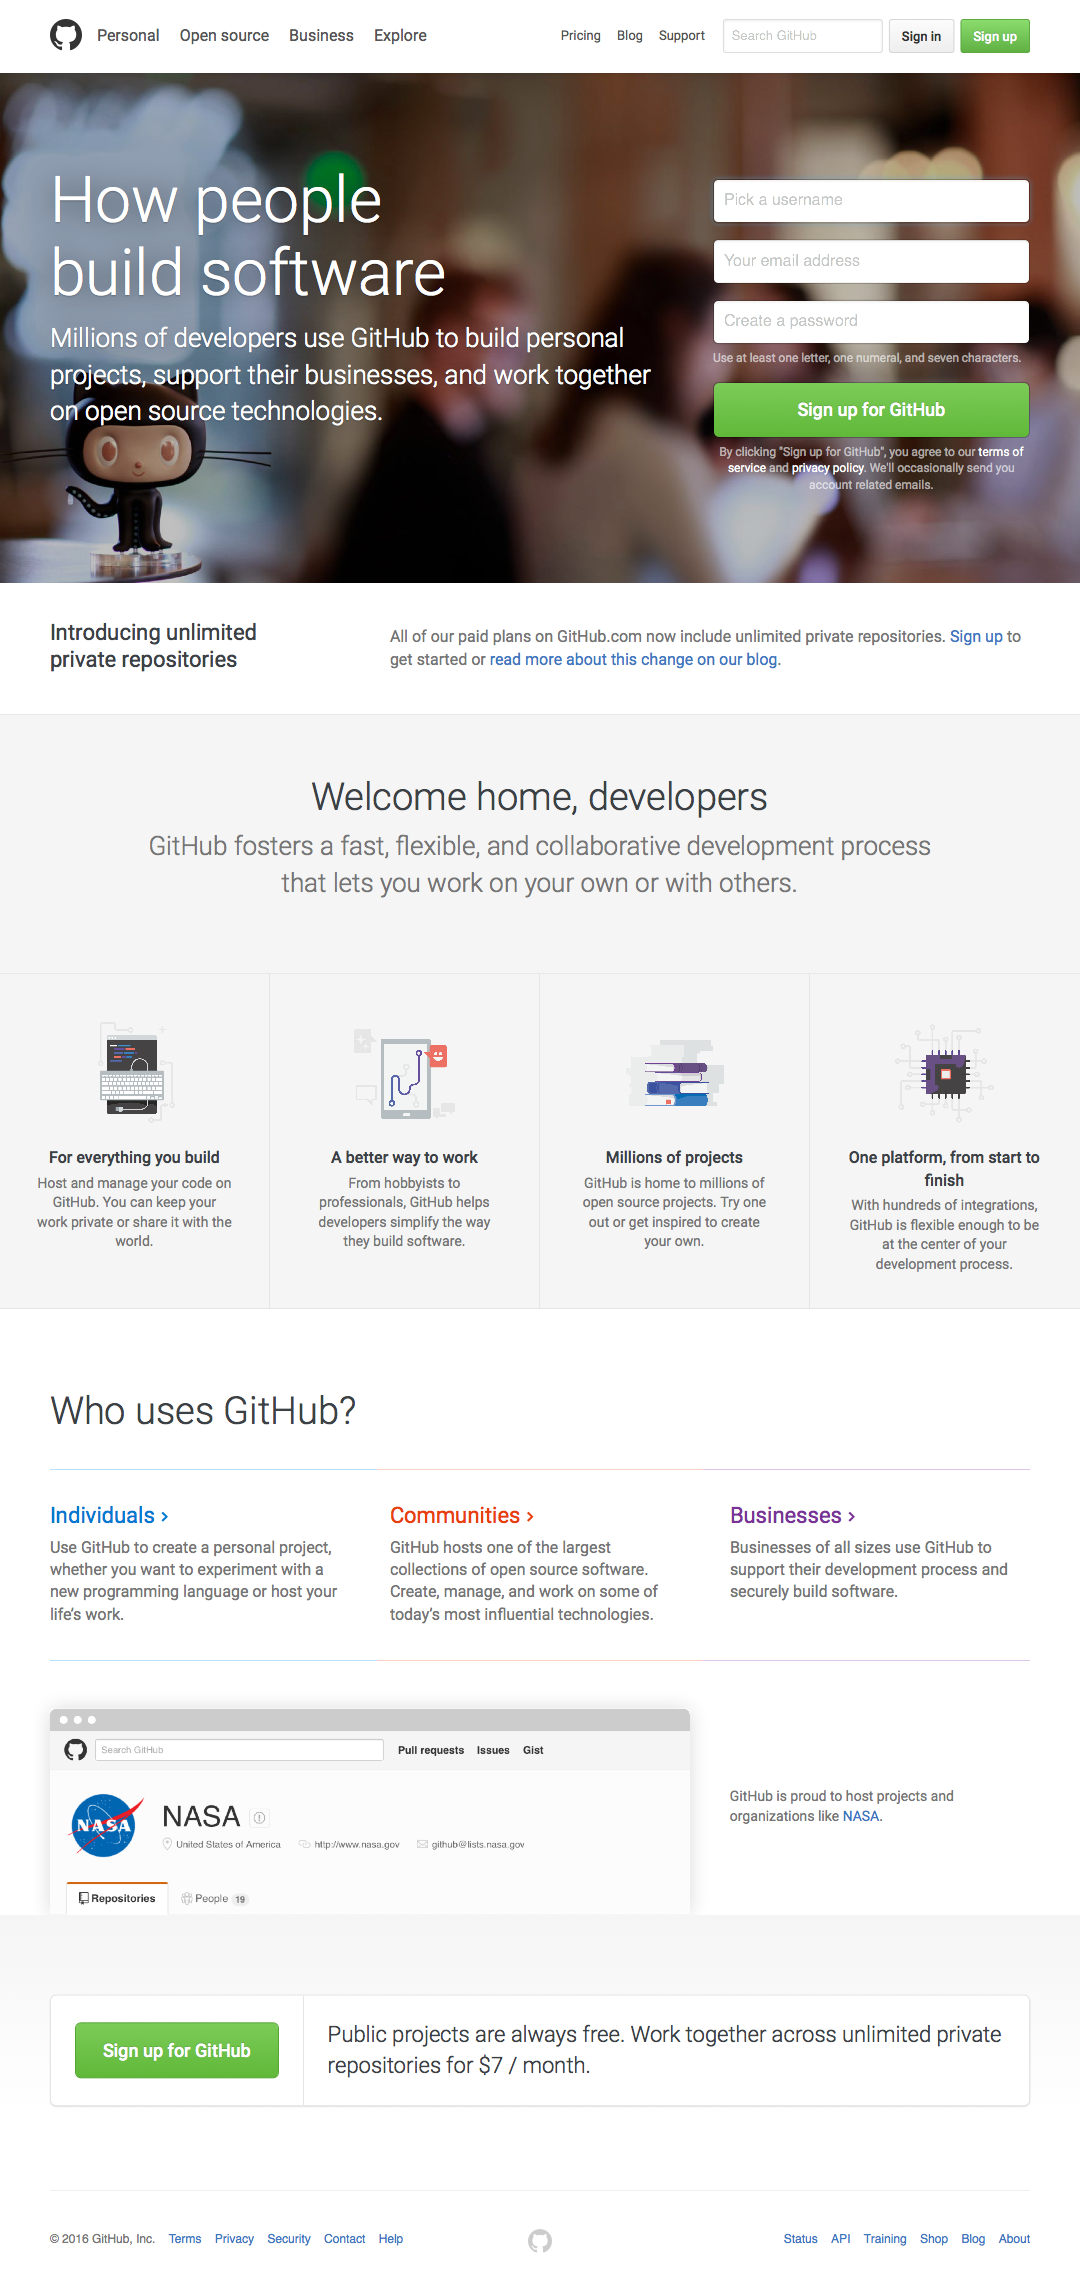 Personal Open source Business Explore Pricing Blog Support Search GitHub Sign in Sign up
How people
build software
Millions of developers use GitHub to build personal
projects, support their businesses, and work together
on open source technologies.
Pick a username
Your email address
Create a password
Use at least one letter, one numeral, and seven characters.
Sign up for GitHub
By clicking "Sign up for GitHub", you agree to our terms of
service and privacy policy. We'll occasionally send you
account related emails.
Introducing unlimited
private repositories
All of our paid plans on GitHub.com now include unlimited private repositories. Sign up to
get started or read more about this change on our blog.
Welcome home, developers
GitHub fosters a fast, flexible, and collaborative development process
that lets you work on your own or with others.
For everything you build
Host and manage your code on
GitHub. You can keep your
work private or share it with the
world.
A better way to work
From hobbyists to
professionals, GitHub helps
developers simplify the way
they build software.
Millions of projects
GitHub is home to millions of
open source projects. Try one
out or get inspired to create
your own.
One platform, from start to
finish
With hundreds of integrations,
GitHub is flexible enough to be
at the center of your
development process.
Who uses GitHub?
Individuals ›
Use GitHub to create a personal project,
whether you want to experiment with a
new programming language or host your
life’s work.
Communities ›
GitHub hosts one of the largest
collections of open source software.
Create, manage, and work on some of
today’s most influential technologies.
Businesses ›
Businesses of all sizes use GitHub to
support their development process and
securely build software.
Search GitHub Pull requests Issues Gist
NASA
NASA
United States of America http://www.nasa.gov github@lists.nasa.gov
Repositories People 19
GitHub is proud to host projects and
organizations like NASA.
Sign up for GitHub
Public projects are always free. Work together across unlimited private
repositories for $7 / month.
© 2016 GitHub, Inc. Terms Privacy Security Contact Help Status API Training Shop Blog About